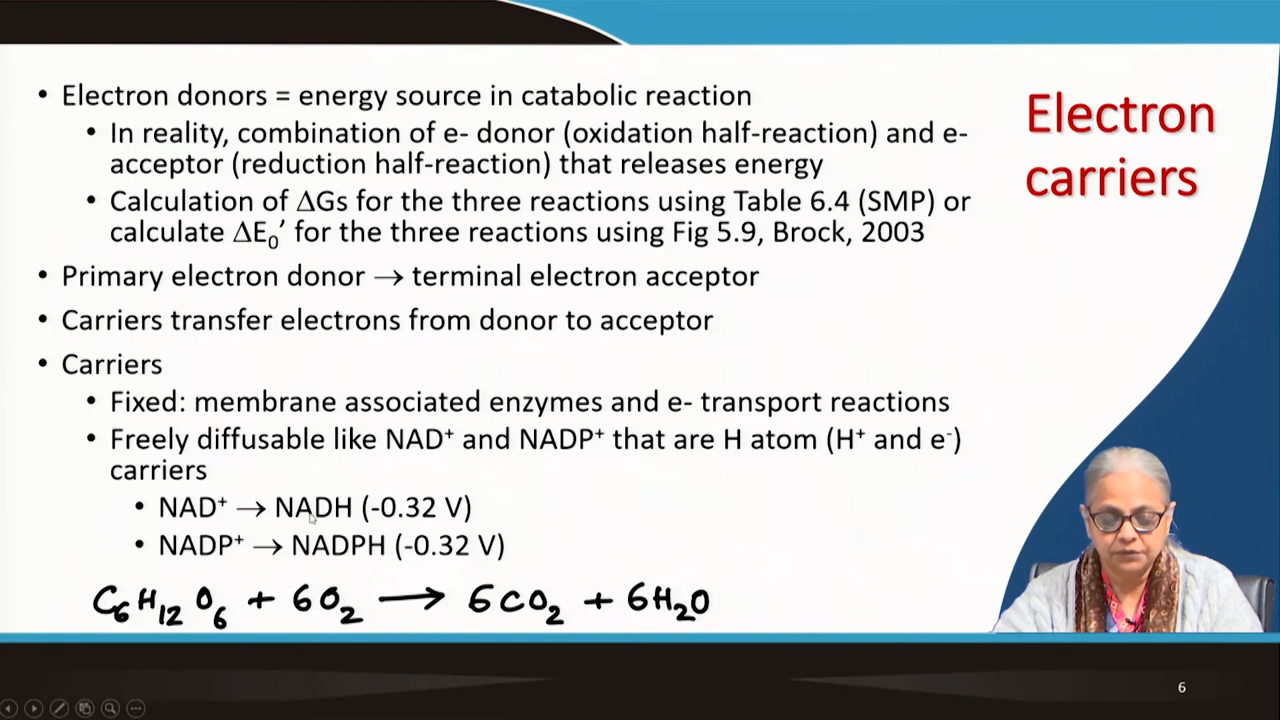 Electron
carriers
• Electron donors = energy source in catabolic reaction
• In reality, combination of e- donor (oxidation half-reaction) and e-
acceptor (reduction half-reaction) that releases energy
• Calculation of ΔGs for the three reactions using Table 6.4 (SMP) or
calculate ΔE₀′ for the three reactions using Fig 5.9, Brock, 2003
• Primary electron donor → terminal electron acceptor
• Carriers transfer electrons from donor to acceptor
• Carriers
• Fixed: membrane associated enzymes and e- transport reactions
• Freely diffusable like NAD⁺ and NADP⁺ that are H atom (H⁺ and e⁻)
carriers
• NAD⁺ → NADH (-0.32 V)
• NADP⁺ → NADPH (-0.32 V)
C₆H₁₂O₆ + 6O₂ → 6CO₂ + 6H₂O
6